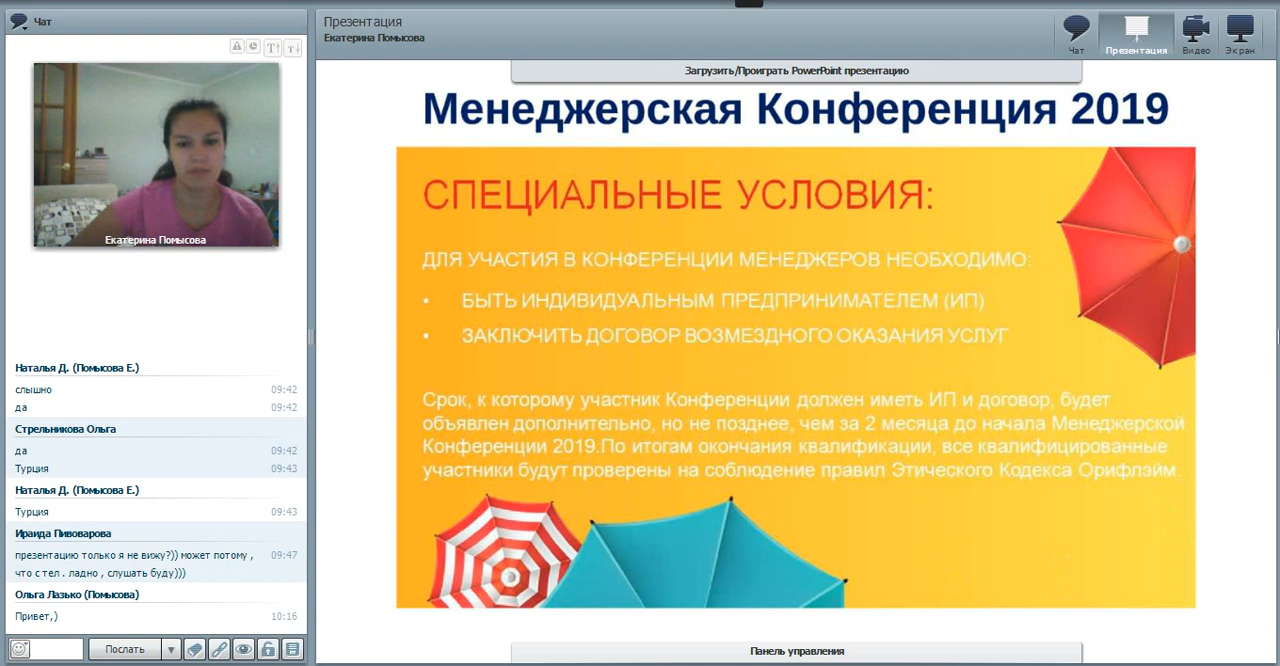 Чат
Екатерина Помысова
Наталья Д. (Помысова Е.)
слышно 09:42
да 09:42
Стрельникова Ольга
да 09:42
Турция 09:43
Наталья Д. (Помысова Е.)
Турция 09:43
Ираида Пивоварова
презентацию только я не вижу?)) может потому , 09:47
что с тел . ладно , слушать буду)))
Ольга Лазько (Помысова)
Привет,) 10:16
Послать
Презентация
Екатерина Помысова
Чат
Презентация
Видео
Экран
Загрузить/Проиграть PowerPoint презентацию
Менеджерская Конференция 2019
СПЕЦИАЛЬНЫЕ УСЛОВИЯ:
ДЛЯ УЧАСТИЯ В КОНФЕРЕНЦИИ МЕНЕДЖЕРОВ НЕОБХОДИМО:
• БЫТЬ ИНДИВИДУАЛЬНЫМ ПРЕДПРИНИМАТЕЛЕМ (ИП)
• ЗАКЛЮЧИТЬ ДОГОВОР ВОЗМЕЗДНОГО ОКАЗАНИЯ УСЛУГ
Срок, к которому участник Конференции должен иметь ИП и договор, будет
объявлен дополнительно, но не позднее, чем за 2 месяца до начала Менеджерской
Конференции 2019.По итогам окончания квалификации, все квалифицированные
участники будут проверены на соблюдение правил Этического Кодекса Орифлэйм.
Панель управления